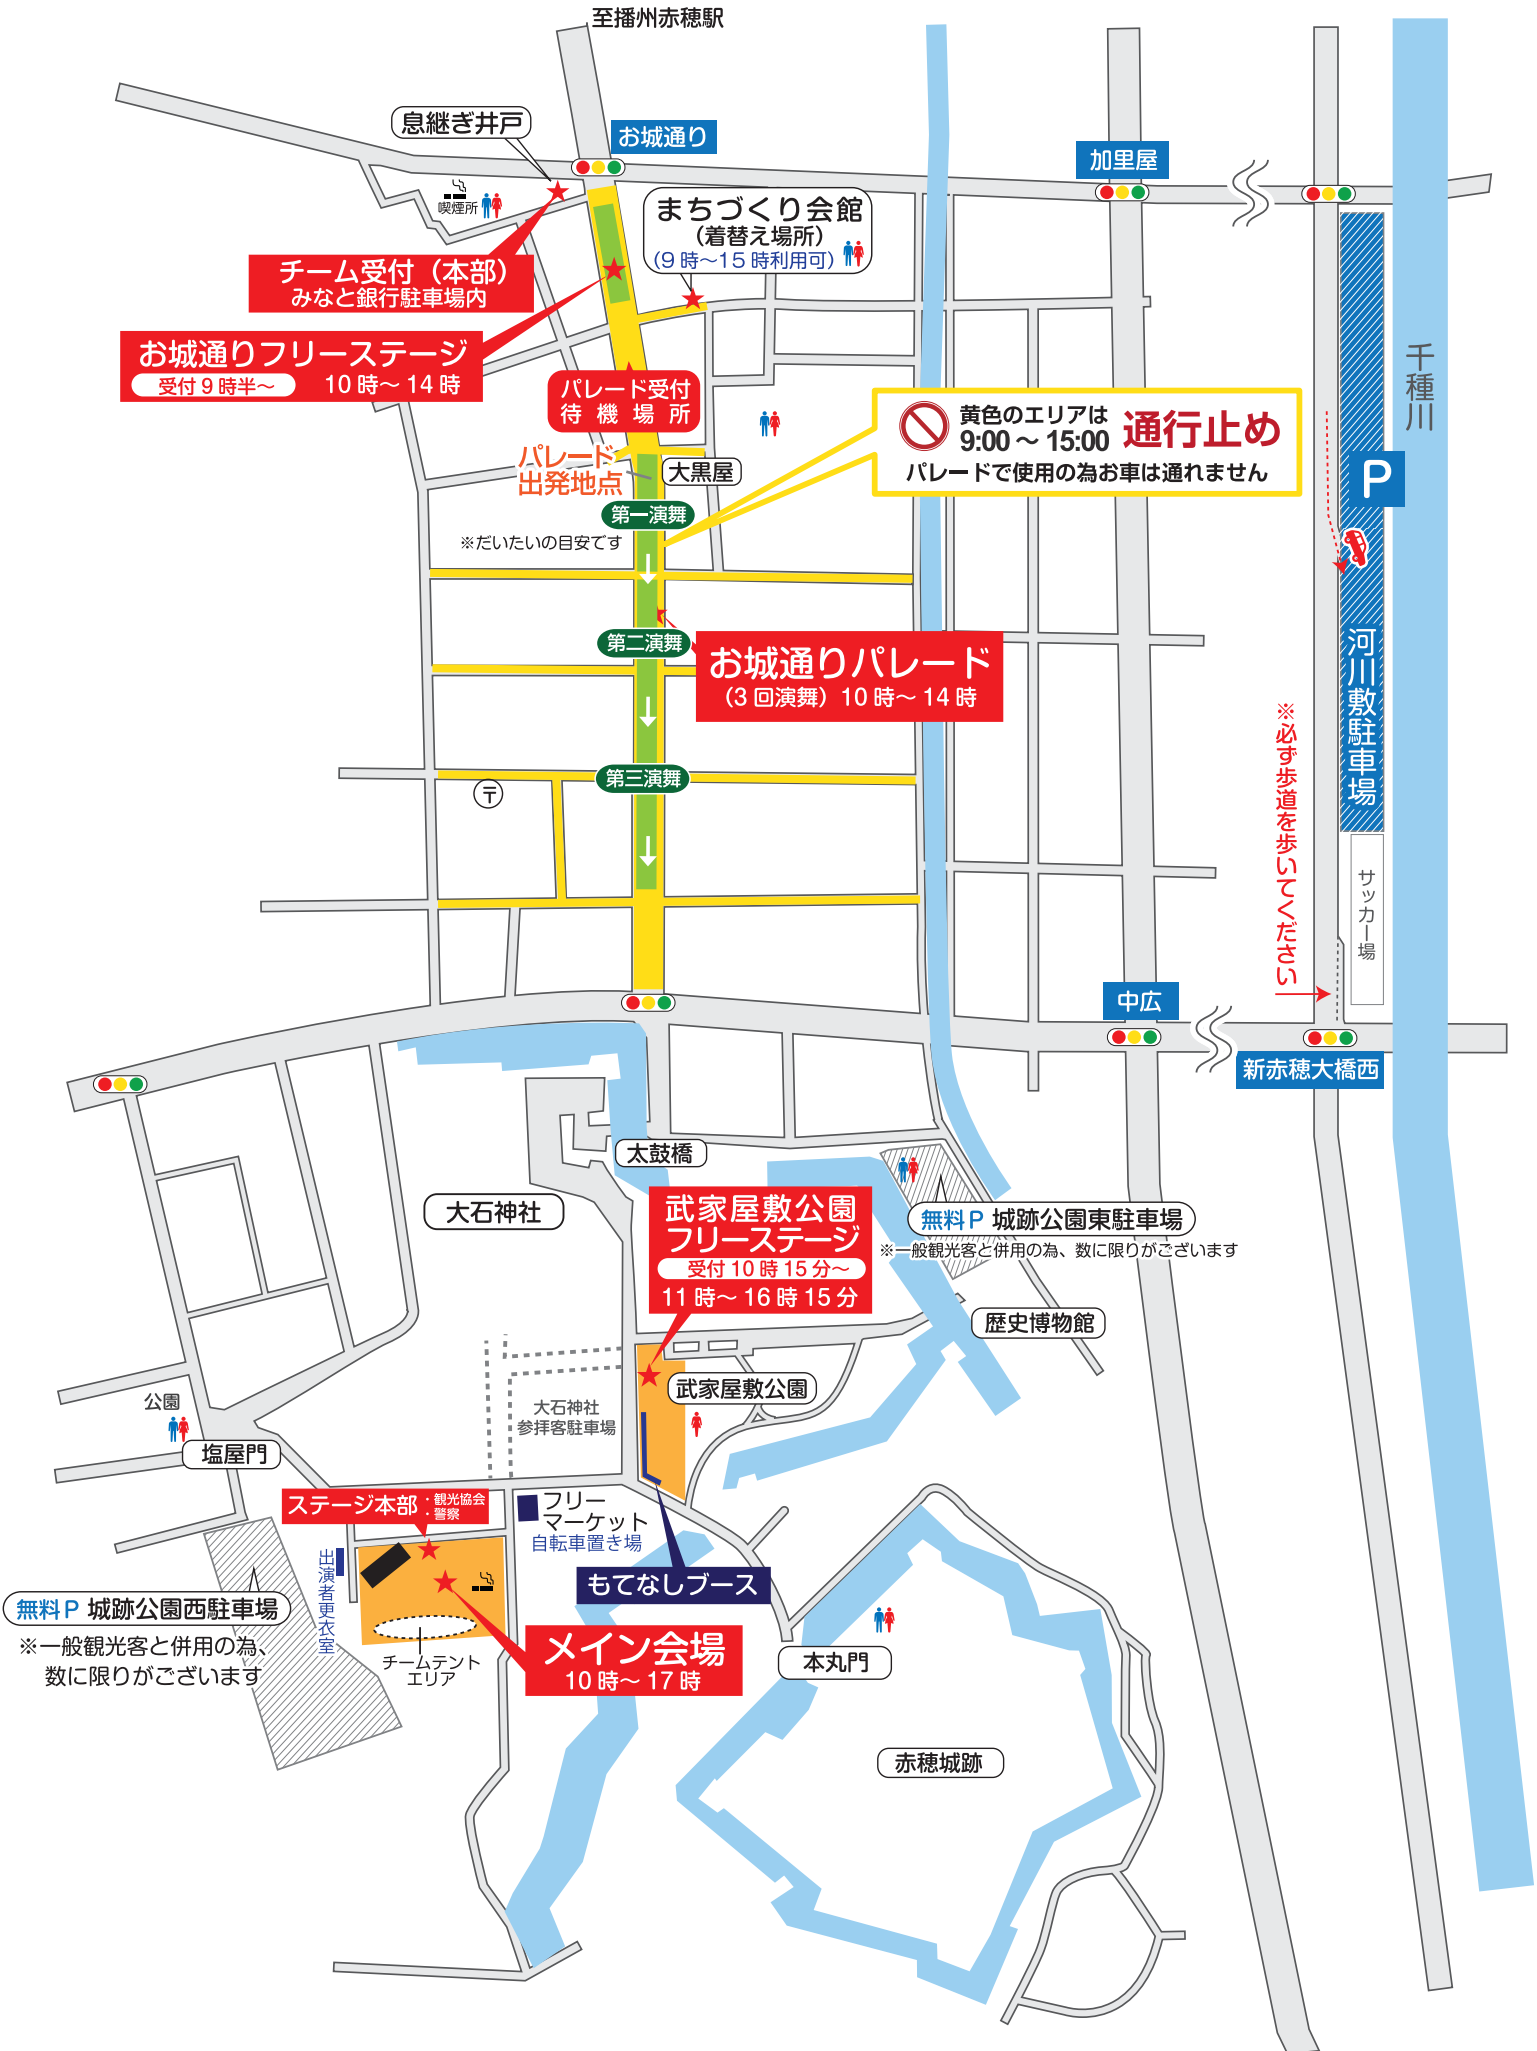 至播州赤穂駅
息継ぎ井戸
お城通り
加里屋
喫煙所
まちづくり会館
（着替え場所）
（9時〜15時利用可）
チーム受付（本部）
みなと銀行駐車場内
お城通りフリーステージ
受付9時半〜 10時〜14時
千種川
パレード受付
待機場所
黄色のエリアは
9:00〜15:00 通行止め
パレードで使用の為お車は通れません
P
パレード
出発地点
大黒屋
第一演舞
※だいたいの目安です
第二演舞
お城通りパレード
（3回演舞）10時〜14時
河川敷駐車場
※必ず歩道を歩いてください
第三演舞
〒
サッカー場
中広
新赤穂大橋西
太鼓橋
大石神社
武家屋敷公園
フリーステージ
受付10時15分〜
11時〜16時15分
無料P 城跡公園東駐車場
※一般観光客と併用の為、数に限りがございます
歴史博物館
公園
武家屋敷公園
大石神社
参拝客駐車場
塩屋門
ステージ本部：観光協会
：警察
フリー
マーケット
自転車置き場
出演者更衣室
もてなしブース
無料P 城跡公園西駐車場
※一般観光客と併用の為、
数に限りがございます
チームテント
エリア
メイン会場
10時〜17時
本丸門
赤穂城跡